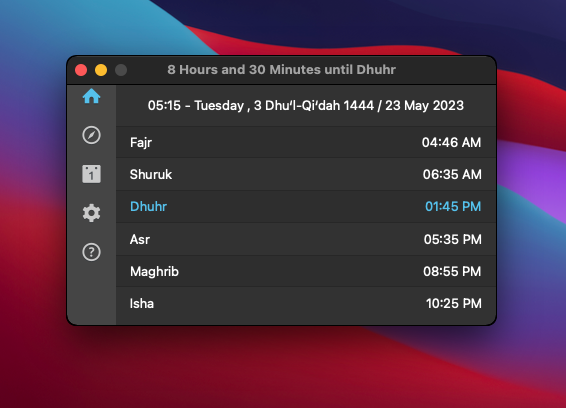 8 Hours and 30 Minutes until Dhuhr
05:15 - Tuesday , 3 Dhuʻl-Qiʻdah 1444 / 23 May 2023
Fajr 04:46 AM
1
Shuruk 06:35 AM
Dhuhr 01:45 PM
Asr 05:35 PM
?
Maghrib 08:55 PM
Isha 10:25 PM